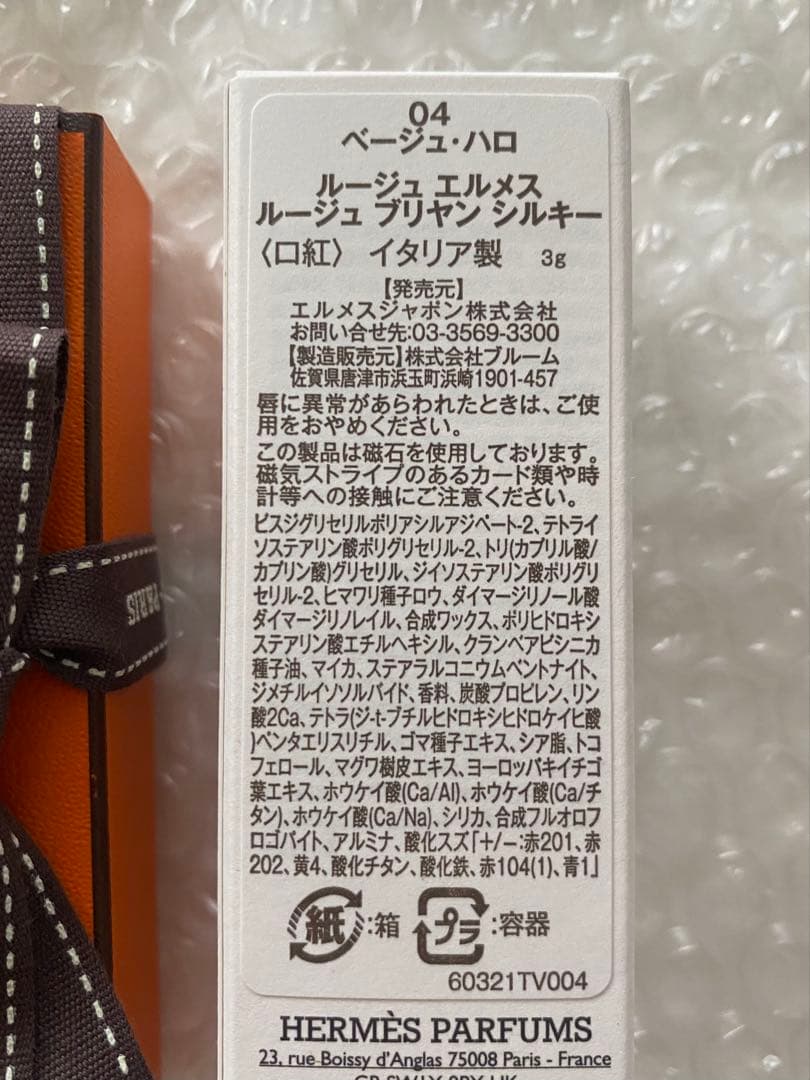 04
ベージュ・ハロ
ルージュ エルメス
ルージュ ブリヤン シルキー
〈口紅〉 イタリア製 3g
【発売元】
エルメスジャポン株式会社
お問い合せ先:03-3569-3300
【製造販売元】株式会社ブルーム
佐賀県唐津市浜玉町浜崎1901-457
唇に異常があらわれたときは、ご使
用をおやめください。
この製品は磁石を使用しております。
磁気ストライプのあるカード類や時
計等への接触にご注意ください。
ビスジグリセリルポリアシルアジペート-2、テトライ
ソステアリン酸ポリグリセリル-2、トリ(カプリル酸/
カプリン酸)グリセリル、ジイソステアリン酸ポリグリ
セリル-2、ヒマワリ種子ロウ、ダイマージリノール酸
ダイマージリノレイル、合成ワックス、ポリヒドロキシ
ステアリン酸エチルヘキシル、クランベアビシニカ
種子油、マイカ、ステアラルコニウムベントナイト、
ジメチルイソソルバイド、香料、炭酸プロピレン、リン
酸2Ca、テトラ(ジ-t-ブチルヒドロキシヒドロケイヒ酸
)ペンタエリスリチル、ゴマ種子エキス、シア脂、トコ
フェロール、マグワ樹皮エキス、ヨーロッパキイチゴ
葉エキス、ホウケイ酸(Ca/Al)、ホウケイ酸(Ca/チ
タン)、ホウケイ酸(Ca/Na)、シリカ、合成フルオロフ
ロゴパイト、アルミナ、酸化スズ「+/−:赤201、赤
202、黄4、酸化チタン、酸化鉄、赤104(1)、青1」
紙:箱 プラ:容器
60321TV004
HERMÈS PARFUMS
23, rue Boissy d'Anglas 75008 Paris - France
PARIS